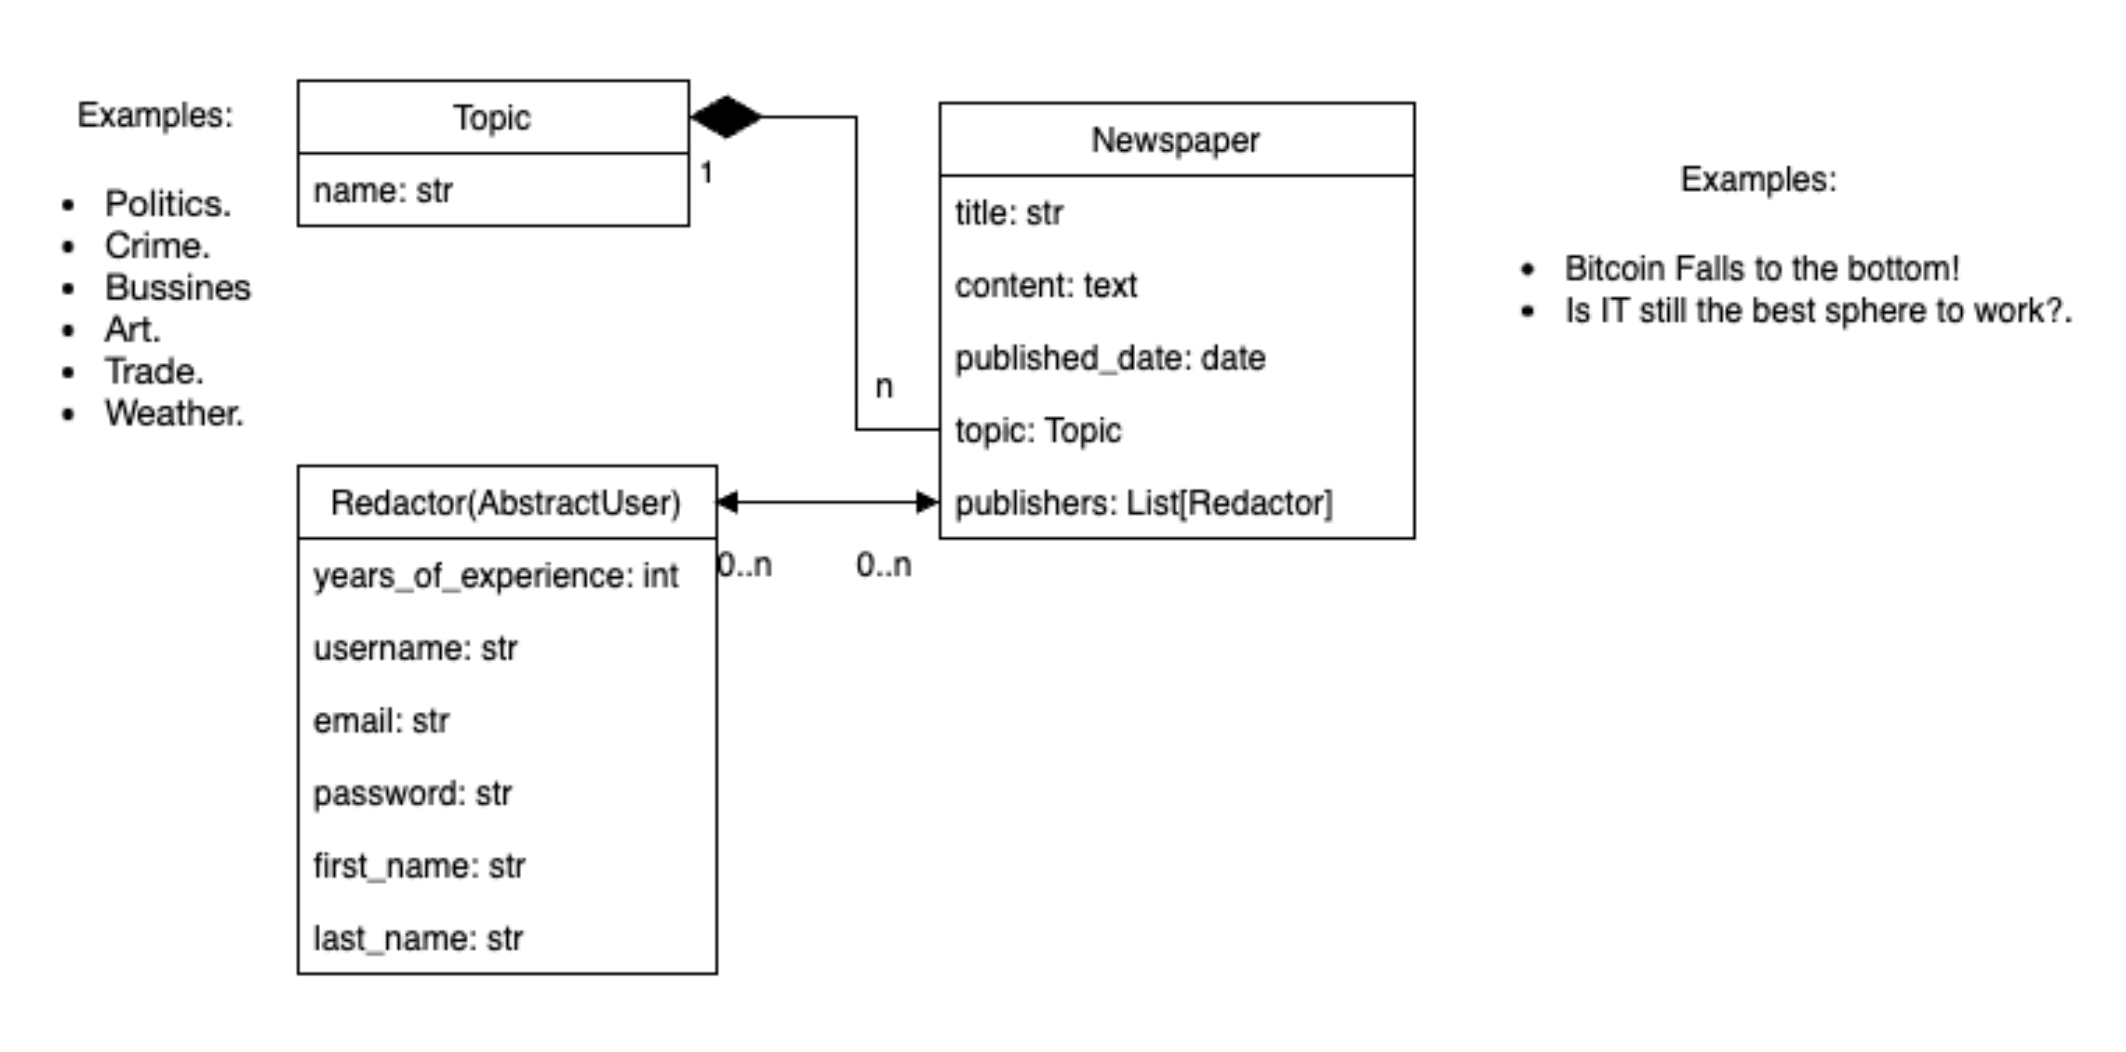 Examples:
• Politics.
• Crime.
• Bussines
• Art.
• Trade.
• Weather.
Topic
name: str
1
n
Newspaper
title: str
content: text
published_date: date
topic: Topic
publishers: List[Redactor]
Examples:
• Bitcoin Falls to the bottom!
• Is IT still the best sphere to work?.
Redactor(AbstractUser)
years_of_experience: int
username: str
email: str
password: str
first_name: str
last_name: str
0..n
0..n